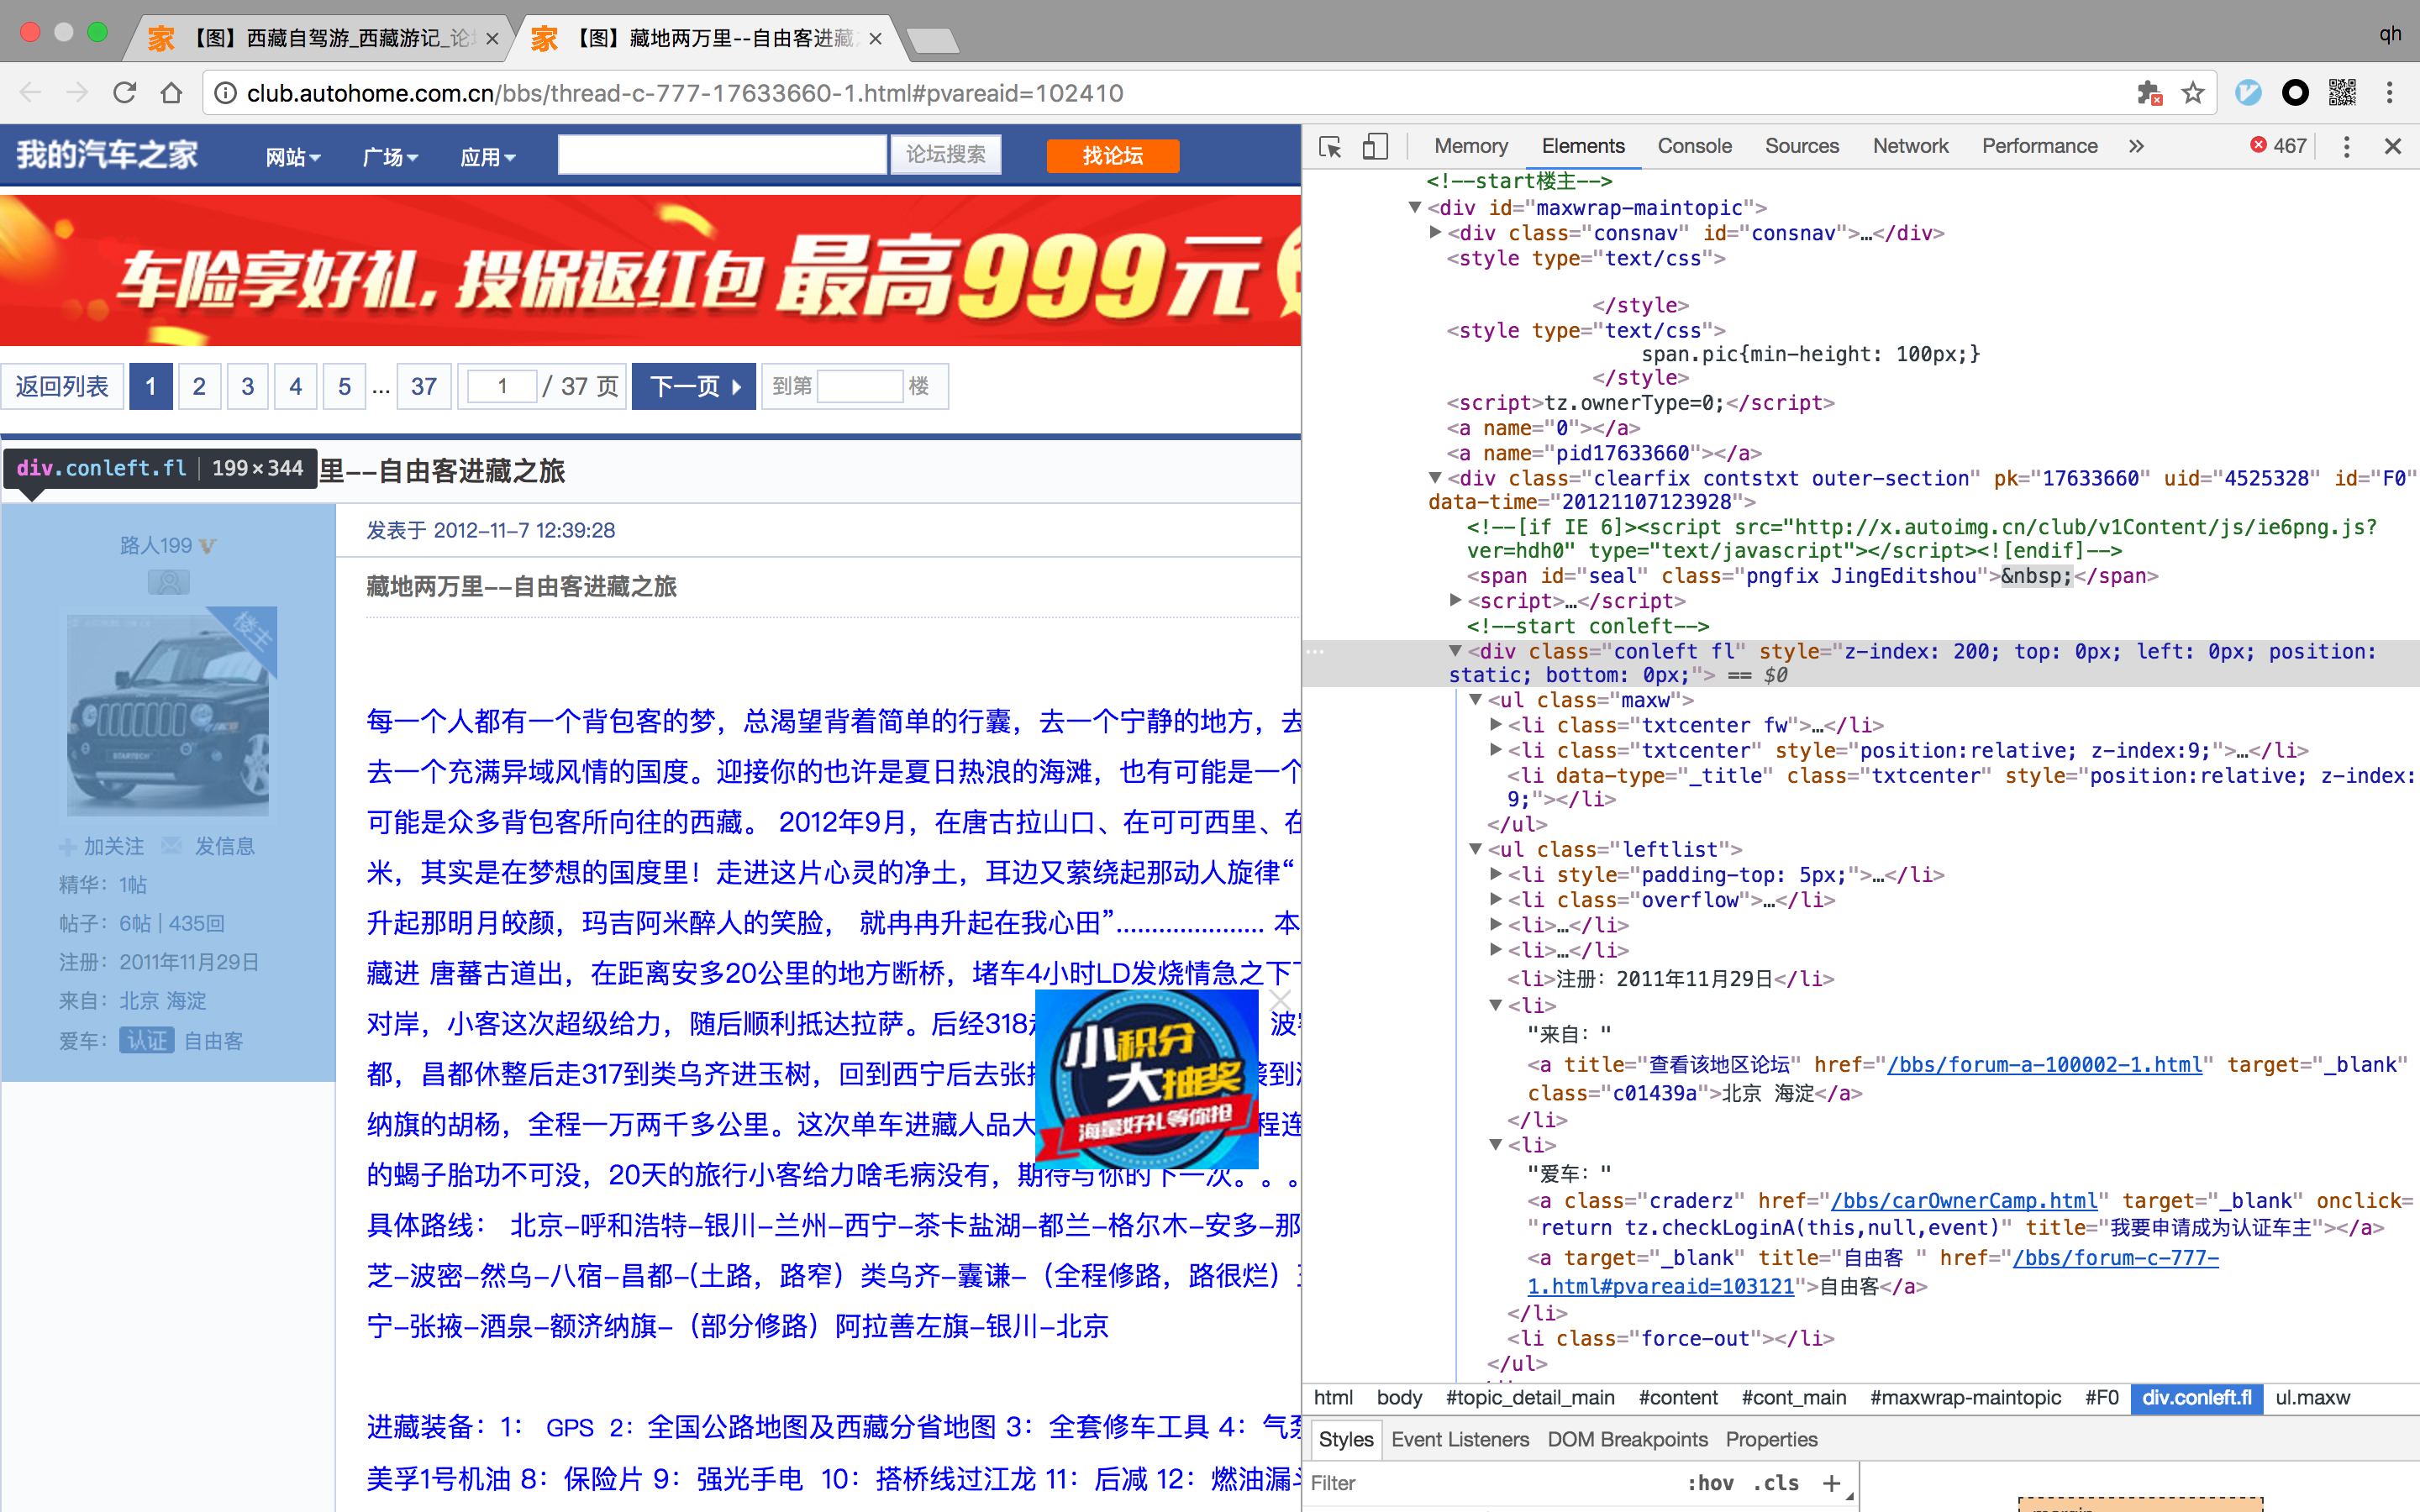 【图】西藏自驾游_西藏游记_论
【图】藏地两万里--自由客进藏
qh
club.autohome.com.cn/bbs/thread-c-777-17633660-1.html#pvareaid=102410
我的汽车之家 网站 广场 应用 论坛搜索 找论坛
车险享好礼, 投保返红包 最高999元
返回列表 1 2 3 4 5 ... 37 1 / 37 页 下一页 到第 楼
div.conleft.fl 199×344 里--自由客进藏之旅
发表于 2012-11-7 12:39:28
路人199
藏地两万里--自由客进藏之旅
楼主
STARTECH
加关注 发信息
精华：1帖
帖子：6帖 | 435回
注册：2011年11月29日
来自：北京 海淀
爱车：认证 自由客
每一个人都有一个背包客的梦，总渴望背着简单的行囊，去一个宁静的地方，去
去一个充满异域风情的国度。迎接你的也许是夏日热浪的海滩，也有可能是一个
可能是众多背包客所向往的西藏。 2012年9月，在唐古拉山口、在可可西里、在
米，其实是在梦想的国度里！走进这片心灵的净土，耳边又萦绕起那动人旋律“
升起那明月皎颜，玛吉阿米醉人的笑脸， 就冉冉升起在我心田”..................... 本
藏进 唐蕃古道出，在距离安多20公里的地方断桥，堵车4小时LD发烧情急之下
对岸，小客这次超级给力，随后顺利抵达拉萨。后经318 波
都，昌都休整后走317到类乌齐进玉树，回到西宁后去张 到
纳旗的胡杨，全程一万两千多公里。这次单车进藏人品大 程连
的蝎子胎功不可没，20天的旅行小客给力啥毛病没有，期待与你的下一次。。。
具体路线： 北京-呼和浩特-银川-兰州-西宁-茶卡盐湖-都兰-格尔木-安多-那
芝-波密-然乌-八宿-昌都-(土路，路窄）类乌齐-囊谦-（全程修路，路很烂）
宁-张掖-酒泉-额济纳旗-（部分修路）阿拉善左旗-银川-北京
进藏装备：1： GPS 2：全国公路地图及西藏分省地图 3：全套修车工具 4：气泵
美孚1号机油 8：保险片 9：强光手电 10：搭桥线过江龙 11：后减 12：燃油漏
小积分
大抽奖
海量好礼等你抢
Memory Elements Console Sources Network Performance » 467
<!--start楼主-->
<div id="maxwrap-maintopic">
<div class="consnav" id="consnav">…</div>
<style type="text/css">
</style>
<style type="text/css">
span.pic{min-height: 100px;}
</style>
<script>tz.ownerType=0;</script>
<a name="0"></a>
<a name="pid17633660"></a>
<div class="clearfix contstxt outer-section" pk="17633660" uid="4525328" id="F0"
data-time="20121107123928">
<!--[if IE 6]><script src="http://x.autoimg.cn/club/v1Content/js/ie6png.js?
ver=hdh0" type="text/javascript"></script><![endif]-->
<span id="seal" class="pngfix JingEditshou">&nbsp;</span>
<script>…</script>
<!--start conleft-->
<div class="conleft fl" style="z-index: 200; top: 0px; left: 0px; position:
static; bottom: 0px;"> == $0
<ul class="maxw">
<li class="txtcenter fw">…</li>
<li class="txtcenter" style="position:relative; z-index:9;">…</li>
<li data-type="_title" class="txtcenter" style="position:relative; z-index:
9;"></li>
</ul>
<ul class="leftlist">
<li style="padding-top: 5px;">…</li>
<li class="overflow">…</li>
<li>…</li>
<li>…</li>
<li>注册：2011年11月29日</li>
<li>
"来自："
<a title="查看该地区论坛" href="/bbs/forum-a-100002-1.html" target="_blank"
class="c01439a">北京 海淀</a>
</li>
<li>
"爱车："
<a class="craderz" href="/bbs/carOwnerCamp.html" target="_blank" onclick=
"return tz.checkLoginA(this,null,event)" title="我要申请成为认证车主"></a>
<a target="_blank" title="自由客 " href="/bbs/forum-c-777-
1.html#pvareaid=103121">自由客</a>
</li>
<li class="force-out"></li>
</ul>
html body #topic_detail_main #content #cont_main #maxwrap-maintopic #F0 div.conleft.fl ul.maxw
Styles Event Listeners DOM Breakpoints Properties
Filter :hov .cls +